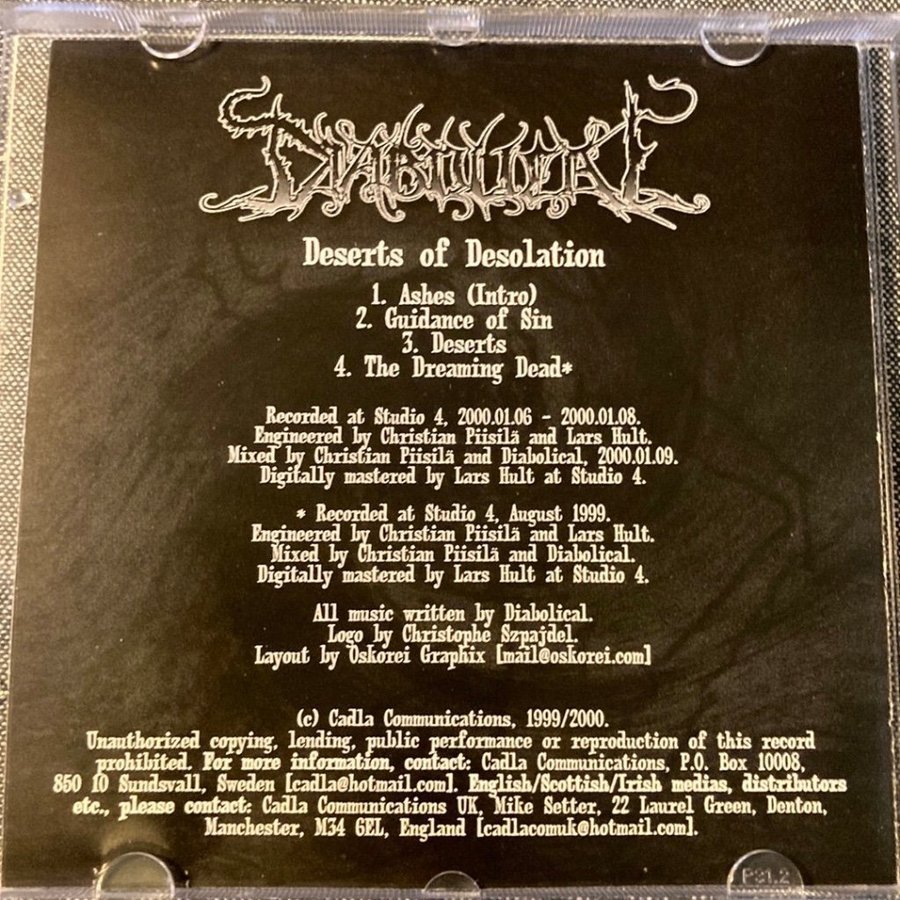 DIABOLICAL
Deserts of Desolation
1. Ashes (Intro)
2. Guidance of Sin
3. Deserts
4. The Dreaming Dead*
Recorded at Studio 4, 2000.01.06 - 2000.01.08.
Engineered by Christian Piisilä and Lars Hult.
Mixed by Christian Piisilä and Diabolical, 2000.01.09.
Digitally mastered by Lars Hult at Studio 4.
* Recorded at Studio 4, August 1999.
Engineered by Christian Piisilä and Lars Hult.
Mixed by Christian Piisilä and Diabolical.
Digitally mastered by Lars Hult at Studio 4.
All music written by Diabolical.
Logo by Christophe Szpajdel.
Layout by Oskorei Graphix [mail@oskorei.com]
(c) Cadla Communications, 1999/2000.
Unauthorized copying, lending, public performance or reproduction of this record
prohibited. For more information, contact: Cadla Communications, P.O. Box 10008,
850 10 Sundsvall, Sweden [cadla@hotmail.com]. English/Scottish/Irish medias, distributors
etc., please contact: Cadla Communications UK, Mike Setter, 22 Laurel Green, Denton,
Manchester, M34 6EL, England [cadlacomuk@hotmail.com].
P31.2